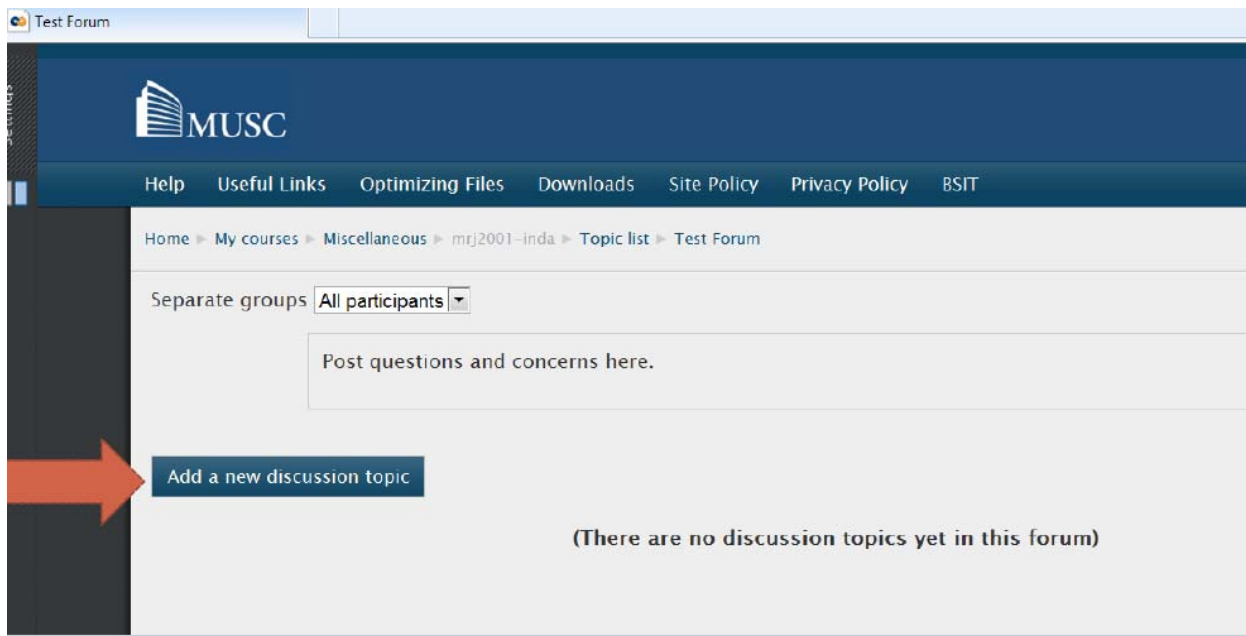 Test Forum
Settings
MUSC
Help Useful Links Optimizing Files Downloads Site Policy Privacy Policy BSIT
Home ▶ My courses ▶ Miscellaneous ▶ mrj2001-inda ▶ Topic list ▶ Test Forum
Separate groups All participants
Post questions and concerns here.
Add a new discussion topic
(There are no discussion topics yet in this forum)